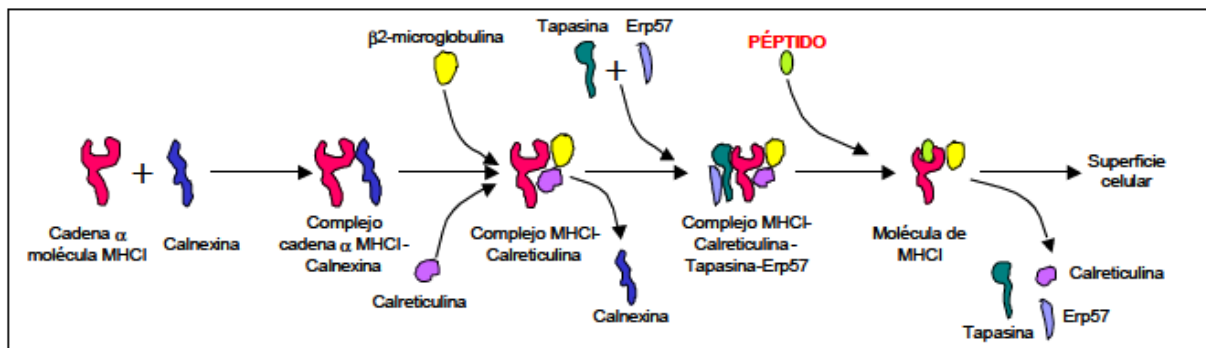 β2-microglobulina
Tapasina
Erp57
+
PÉPTIDO
+
Cadena α
molécula MHCI
Calnexina
Complejo
cadena α MHCI-
Calnexina
Calreticulina
Complejo MHCI-
Calreticulina
Calnexina
Complejo MHCI-
Calreticulina-
Tapasina-Erp57
Molécula de
MHCI
Superficie
celular
Calreticulina
Erp57
Tapasina